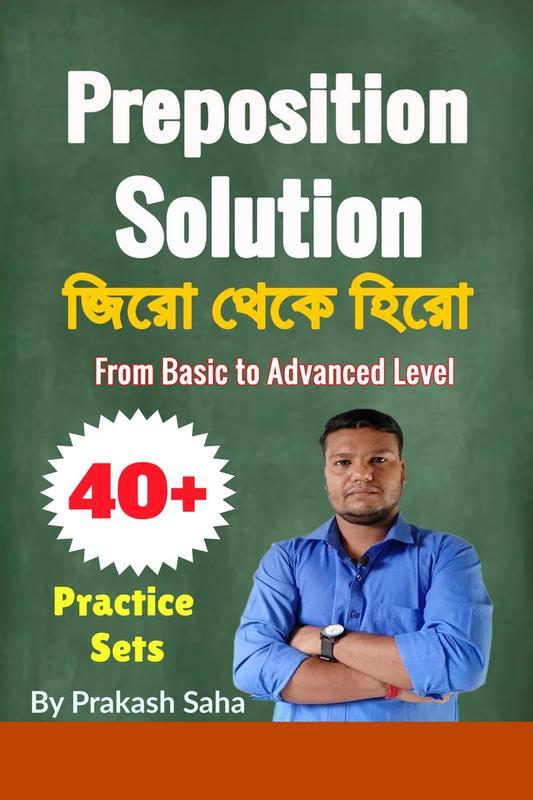 Preposition
Solution
জিরো থেকে হিরো
From Basic to Advanced Level
40+
Practice
Sets
By Prakash Saha